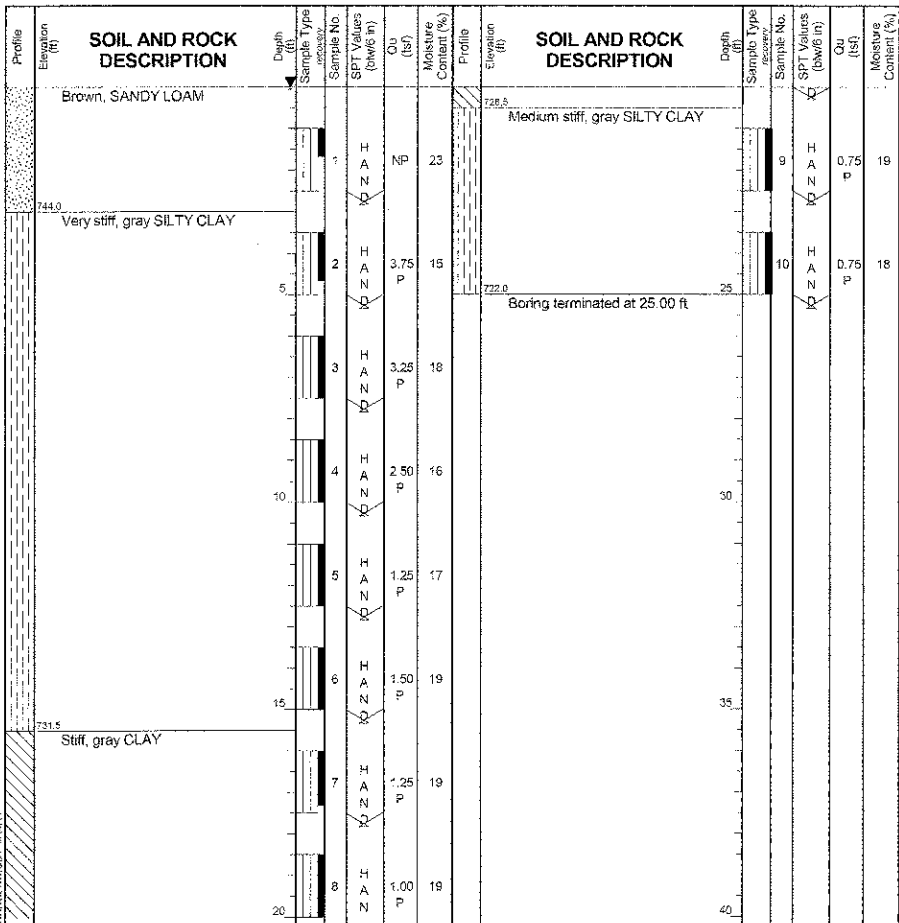 Profile
Elevation (ft)
SOIL AND ROCK DESCRIPTION
Depth (ft)
Sample Type
recovery
Sample No.
SPT Values (blw/6 in)
Qu (tsf)
Moisture Content (%)
Brown, SANDY LOAM
1 HAND NP 23
744.0
Very stiff, gray SILTY CLAY
2 HAND 3.75 P 15
5
3 HAND 3.25 P 18
4 HAND 2.50 P 16
10
5 HAND 1.25 P 17
6 HAND 1.50 P 19
15
731.5
Stiff, gray CLAY
7 HAND 1.25 P 19
8 HAN 1.00 P 19
20
Profile
Elevation (ft)
SOIL AND ROCK DESCRIPTION
Depth (ft)
Sample Type
recovery
Sample No.
SPT Values (blw/6 in)
Qu (tsf)
Moisture Content (%)
D
726.5
Medium stiff, gray SILTY CLAY
9 HAND 0.75 P 19
10 HAND 0.75 P 18
722.0
25
Boring terminated at 25.00 ft
30
35
40